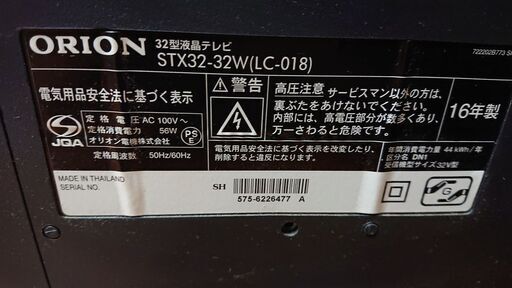 ORION
32型液晶テレビ
STX32-32W(LC-018)
722202B773
電気用品安全法に基づく表示
JQA
定格電圧 AC 100V~
定格消費電力 56W
オリオン電機株式会社
PS
E
定格周波数 50Hz/60Hz
高圧注意 サービスマン以外の方は、
裏ぶたをあけないでください。
内部には、高電圧部分が数多くあり、
万一さわると危険です。
電気用品安全法に基づく表示を変更したり、
削除すると違反になります。
16年製
年間消費電力量 44 kWh/年
区分名 DN1
受信機型サイズ 32V型
MADE IN THAILAND
SERIAL NO.
SH
575-6226477 A
G